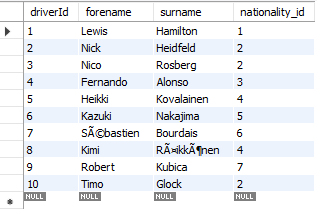 driverId forename surname nationality_id
1 Lewis Hamilton 1
2 Nick Heidfeld 2
3 Nico Rosberg 2
4 Fernando Alonso 3
5 Heikki Kovalainen 4
6 Kazuki Nakajima 5
7 SÃ©bastien Bourdais 6
8 Kimi RÃ¤ikkÃ¶nen 4
9 Robert Kubica 7
10 Timo Glock 2
NULL NULL NULL NULL